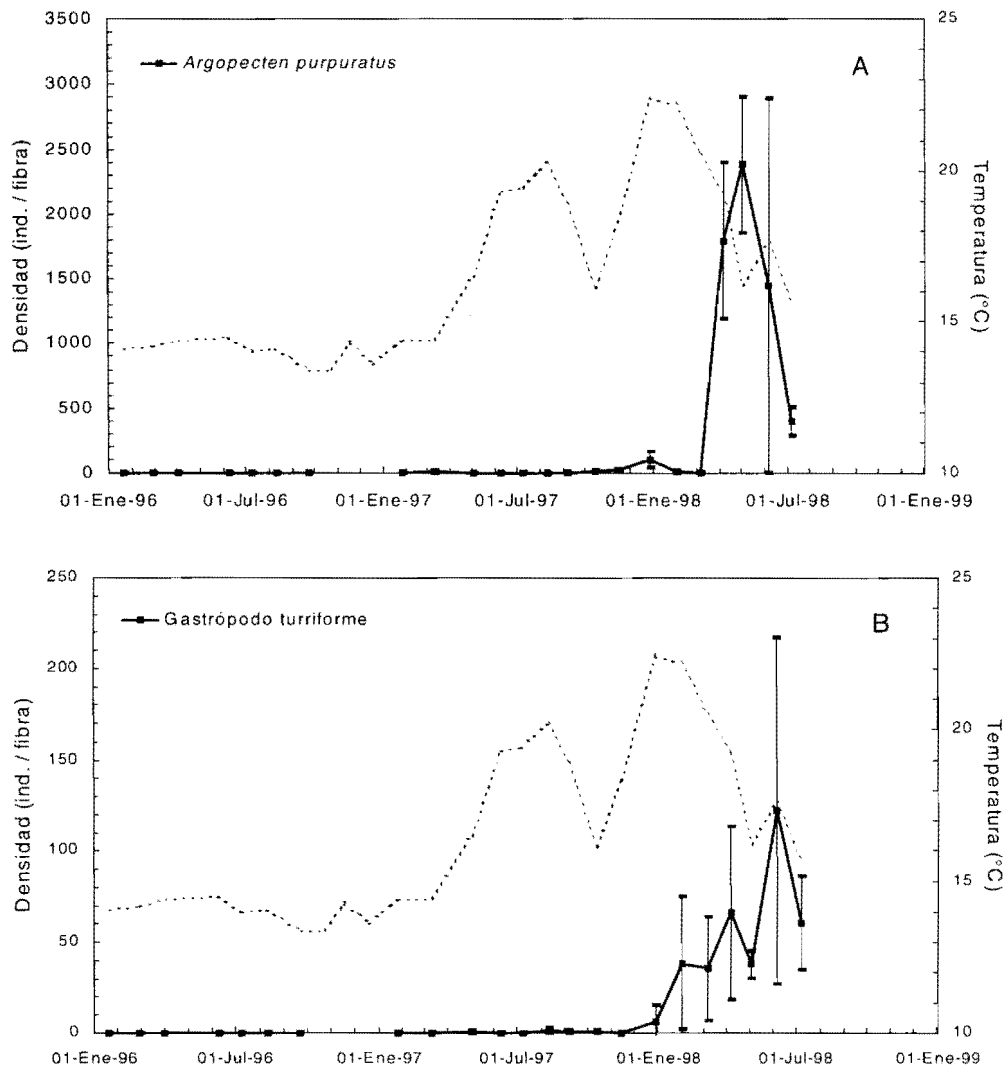 3500
3000
2500
2000
1500
1000
500
0
Densidad (ind. / fibra)
Argopecten purpuratus
A
25
20
15
10
Temperatura (°C)
01-Ene-96 01-Jul-96 01-Ene-97 01-Jul-97 01-Ene-98 01-Jul-98 01-Ene-99
250
200
150
100
50
0
Densidad (ind. / fibra)
Gastrópodo turriforme
B
25
20
15
10
Temperatura (°C)
01-Ene-96 01-Jul-96 01-Ene-97 01-Jul-97 01-Ene-98 01-Jul-98 01-Ene-99